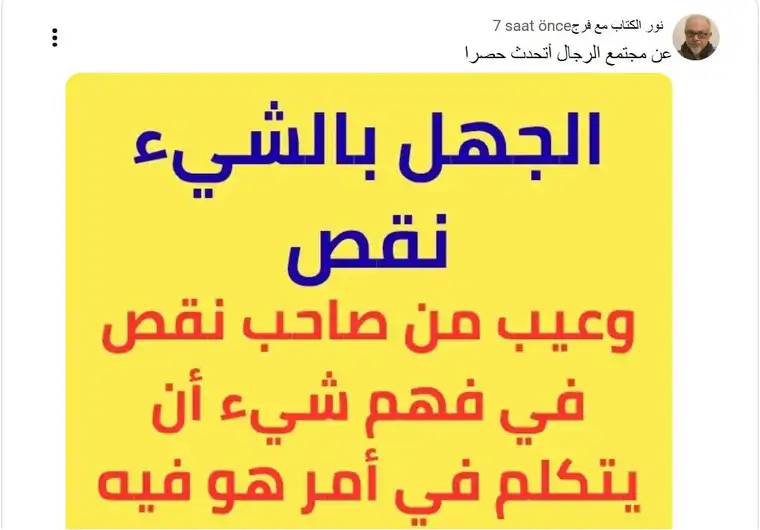 نور الكتاب مع فرج 7 saat önce
عن مجتمع الرجال أتحدث حصرا
الجهل بالشيء
نقص
وعيب من صاحب نقص
في فهم شيء أن
يتكلم في أمر هو فيه